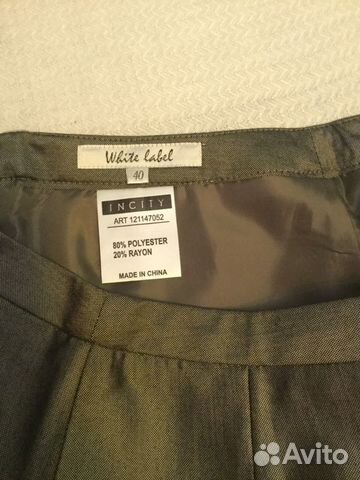 White label
40
INCITY
ART 121147052
80% POLYESTER
20% RAYON
MADE IN CHINA
Avito